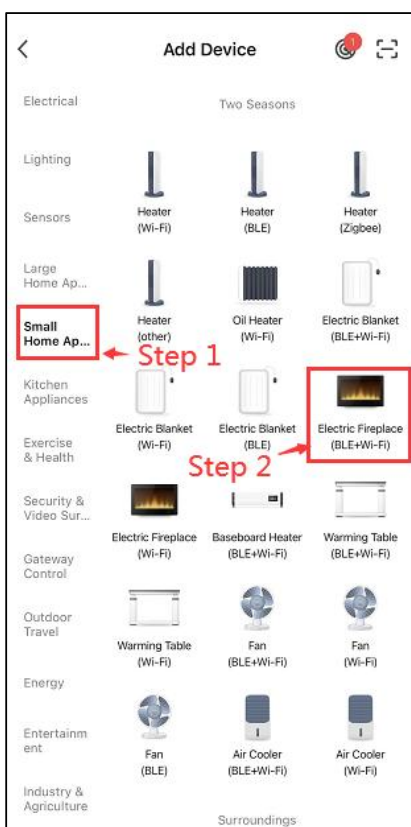 Add Device
1
Electrical
Lighting
Sensors
Large
Home Ap...
Small
Home Ap...
Kitchen
Appliances
Exercise
& Health
Security &
Video Sur...
Gateway
Control
Outdoor
Travel
Energy
Entertainm
ent
Industry &
Agriculture
Two Seasons
Heater
(Wi-Fi)
Heater
(BLE)
Heater
(Zigbee)
Heater
(other)
Oil Heater
(Wi-Fi)
Electric Blanket
(BLE+Wi-Fi)
Step 1
Electric Blanket
(Wi-Fi)
Electric Blanket
(BLE)
Electric Fireplace
(BLE+Wi-Fi)
Step 2
Electric Fireplace
(Wi-Fi)
Baseboard Heater
(BLE+Wi-Fi)
Warming Table
(BLE+Wi-Fi)
Warming Table
(Wi-Fi)
Fan
(BLE+Wi-Fi)
Fan
(Wi-Fi)
Fan
(BLE)
Air Cooler
(BLE+Wi-Fi)
Air Cooler
(Wi-Fi)
Surroundings